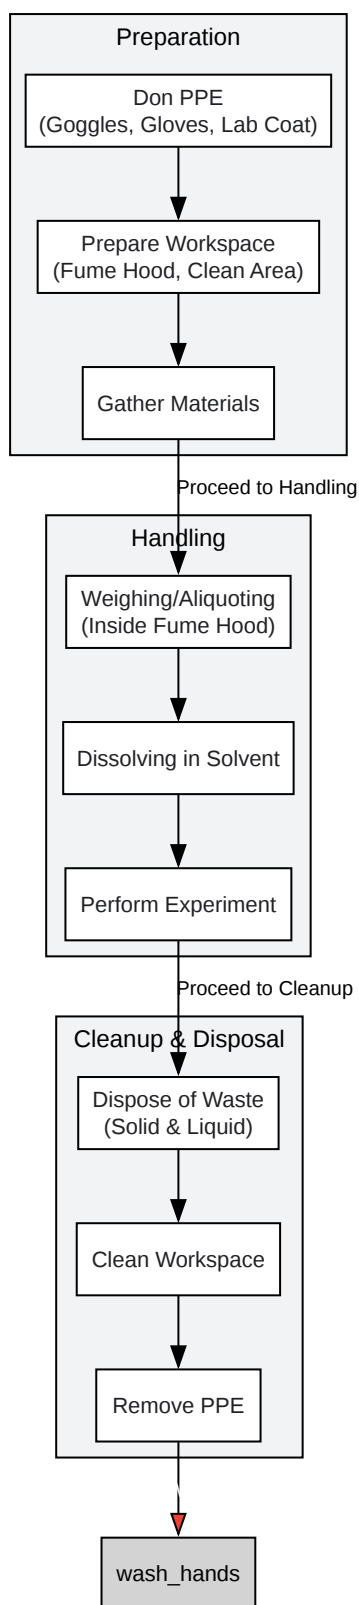 Preparation
Don PPE
(Goggles, Gloves, Lab Coat)
Prepare Workspace
(Fume Hood, Clean Area)
Gather Materials
Proceed to Handling
Handling
Weighing/Aliquoting
(Inside Fume Hood)
Dissolving in Solvent
Perform Experiment
Proceed to Cleanup
Cleanup & Disposal
Dispose of Waste
(Solid & Liquid)
Clean Workspace
Remove PPE
wash_hands